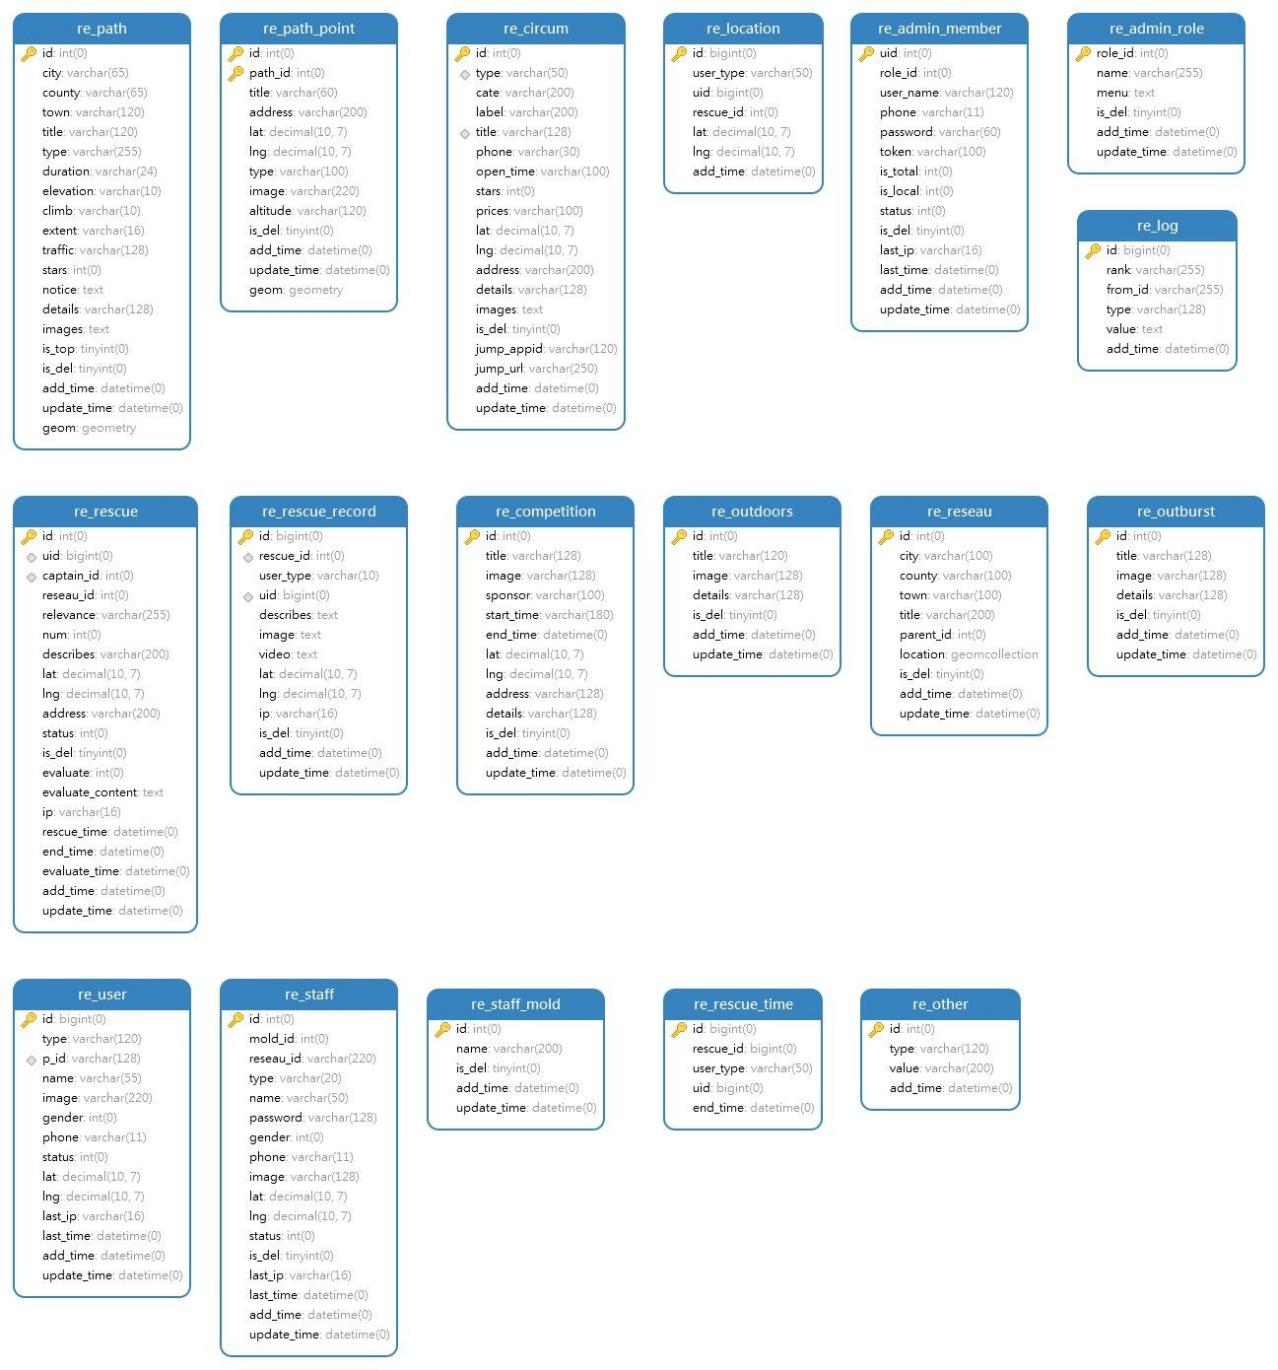 re_path
id: int(0)
city: varchar(65)
county: varchar(65)
town: varchar(120)
title: varchar(120)
type: varchar(255)
duration: varchar(24)
elevation: varchar(10)
climb: varchar(10)
extent: varchar(16)
traffic: varchar(128)
stars: int(0)
notice: text
details: varchar(128)
images: text
is_top: tinyint(0)
is_del: tinyint(0)
add_time: datetime(0)
update_time: datetime(0)
geom: geometry
re_path_point
id: int(0)
path_id: int(0)
title: varchar(60)
address: varchar(200)
lat: decimal(10, 7)
lng: decimal(10, 7)
type: varchar(100)
image: varchar(220)
altitude: varchar(120)
is_del: tinyint(0)
add_time: datetime(0)
update_time: datetime(0)
geom: geometry
re_circum
id: int(0)
type: varchar(50)
cate: varchar(200)
label: varchar(200)
title: varchar(128)
phone: varchar(30)
open_time: varchar(100)
stars: int(0)
prices: varchar(100)
lat: decimal(10, 7)
lng: decimal(10, 7)
address: varchar(200)
details: varchar(128)
images: text
is_del: tinyint(0)
jump_appid: varchar(120)
jump_url: varchar(250)
add_time: datetime(0)
update_time: datetime(0)
re_location
id: bigint(0)
user_type: varchar(50)
uid: bigint(0)
rescue_id: int(0)
lat: decimal(10, 7)
lng: decimal(10, 7)
add_time: datetime(0)
re_admin_member
uid: int(0)
role_id: int(0)
user_name: varchar(120)
phone: varchar(11)
password: varchar(60)
token: varchar(100)
is_total: int(0)
is_local: int(0)
status: int(0)
is_del: tinyint(0)
last_ip: varchar(16)
last_time: datetime(0)
add_time: datetime(0)
update_time: datetime(0)
re_admin_role
role_id: int(0)
name: varchar(255)
menu: text
is_del: tinyint(0)
add_time: datetime(0)
update_time: datetime(0)
re_log
id: bigint(0)
rank: varchar(255)
from_id: varchar(255)
type: varchar(128)
value: text
add_time: datetime(0)
re_rescue
id: int(0)
uid: bigint(0)
captain_id: int(0)
reseau_id: int(0)
relevance: varchar(255)
num: int(0)
describes: varchar(200)
lat: decimal(10, 7)
lng: decimal(10, 7)
address: varchar(200)
status: int(0)
is_del: tinyint(0)
evaluate: int(0)
evaluate_content: text
ip: varchar(16)
rescue_time: datetime(0)
end_time: datetime(0)
evaluate_time: datetime(0)
add_time: datetime(0)
update_time: datetime(0)
re_rescue_record
id: bigint(0)
rescue_id: int(0)
user_type: varchar(10)
uid: bigint(0)
describes: text
image: text
video: text
lat: decimal(10, 7)
lng: decimal(10, 7)
ip: varchar(16)
is_del: tinyint(0)
add_time: datetime(0)
update_time: datetime(0)
re_competition
id: int(0)
title: varchar(128)
image: varchar(128)
sponsor: varchar(100)
start_time: varchar(180)
end_time: datetime(0)
lat: decimal(10, 7)
lng: decimal(10, 7)
address: varchar(128)
details: varchar(128)
is_del: tinyint(0)
add_time: datetime(0)
update_time: datetime(0)
re_outdoors
id: int(0)
title: varchar(120)
image: varchar(128)
details: varchar(128)
is_del: tinyint(0)
add_time: datetime(0)
update_time: datetime(0)
re_reseau
id: int(0)
city: varchar(100)
county: varchar(100)
town: varchar(100)
title: varchar(200)
parent_id: int(0)
location: geomcollection
is_del: tinyint(0)
add_time: datetime(0)
update_time: datetime(0)
re_outburst
id: int(0)
title: varchar(128)
image: varchar(128)
details: varchar(128)
is_del: tinyint(0)
add_time: datetime(0)
update_time: datetime(0)
re_user
id: bigint(0)
type: varchar(120)
p_id: varchar(128)
name: varchar(55)
image: varchar(220)
gender: int(0)
phone: varchar(11)
status: int(0)
lat: decimal(10, 7)
lng: decimal(10, 7)
last_ip: varchar(16)
last_time: datetime(0)
add_time: datetime(0)
update_time: datetime(0)
re_staff
id: int(0)
mold_id: int(0)
reseau_id: varchar(220)
type: varchar(20)
name: varchar(50)
password: varchar(128)
gender: int(0)
phone: varchar(11)
image: varchar(128)
lat: decimal(10, 7)
lng: decimal(10, 7)
status: int(0)
is_del: tinyint(0)
last_ip: varchar(16)
last_time: datetime(0)
add_time: datetime(0)
update_time: datetime(0)
re_staff_mold
id: int(0)
name: varchar(200)
is_del: tinyint(0)
add_time: datetime(0)
update_time: datetime(0)
re_rescue_time
id: bigint(0)
rescue_id: bigint(0)
user_type: varchar(50)
uid: bigint(0)
end_time: datetime(0)
re_other
id: int(0)
type: varchar(120)
value: varchar(200)
add_time: datetime(0)